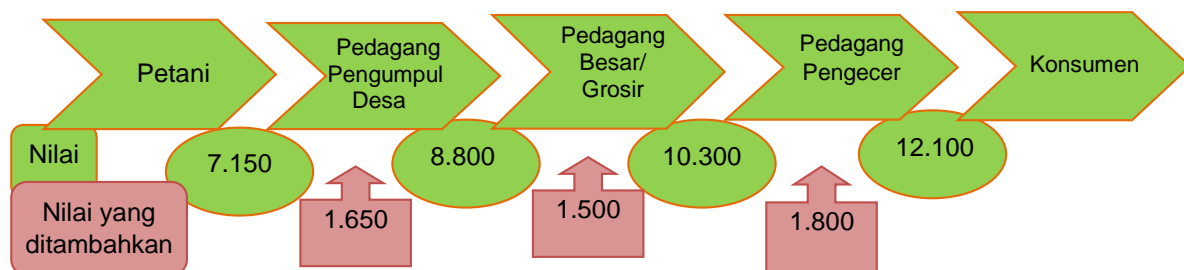 Petani
Pedagang
Pengumpul
Desa
Pedagang
Besar/
Grosir
Pedagang
Pengecer
Konsumen
Nilai
7.150
8.800
10.300
12.100
Nilai yang
ditambahkan
1.650
1.500
1.800